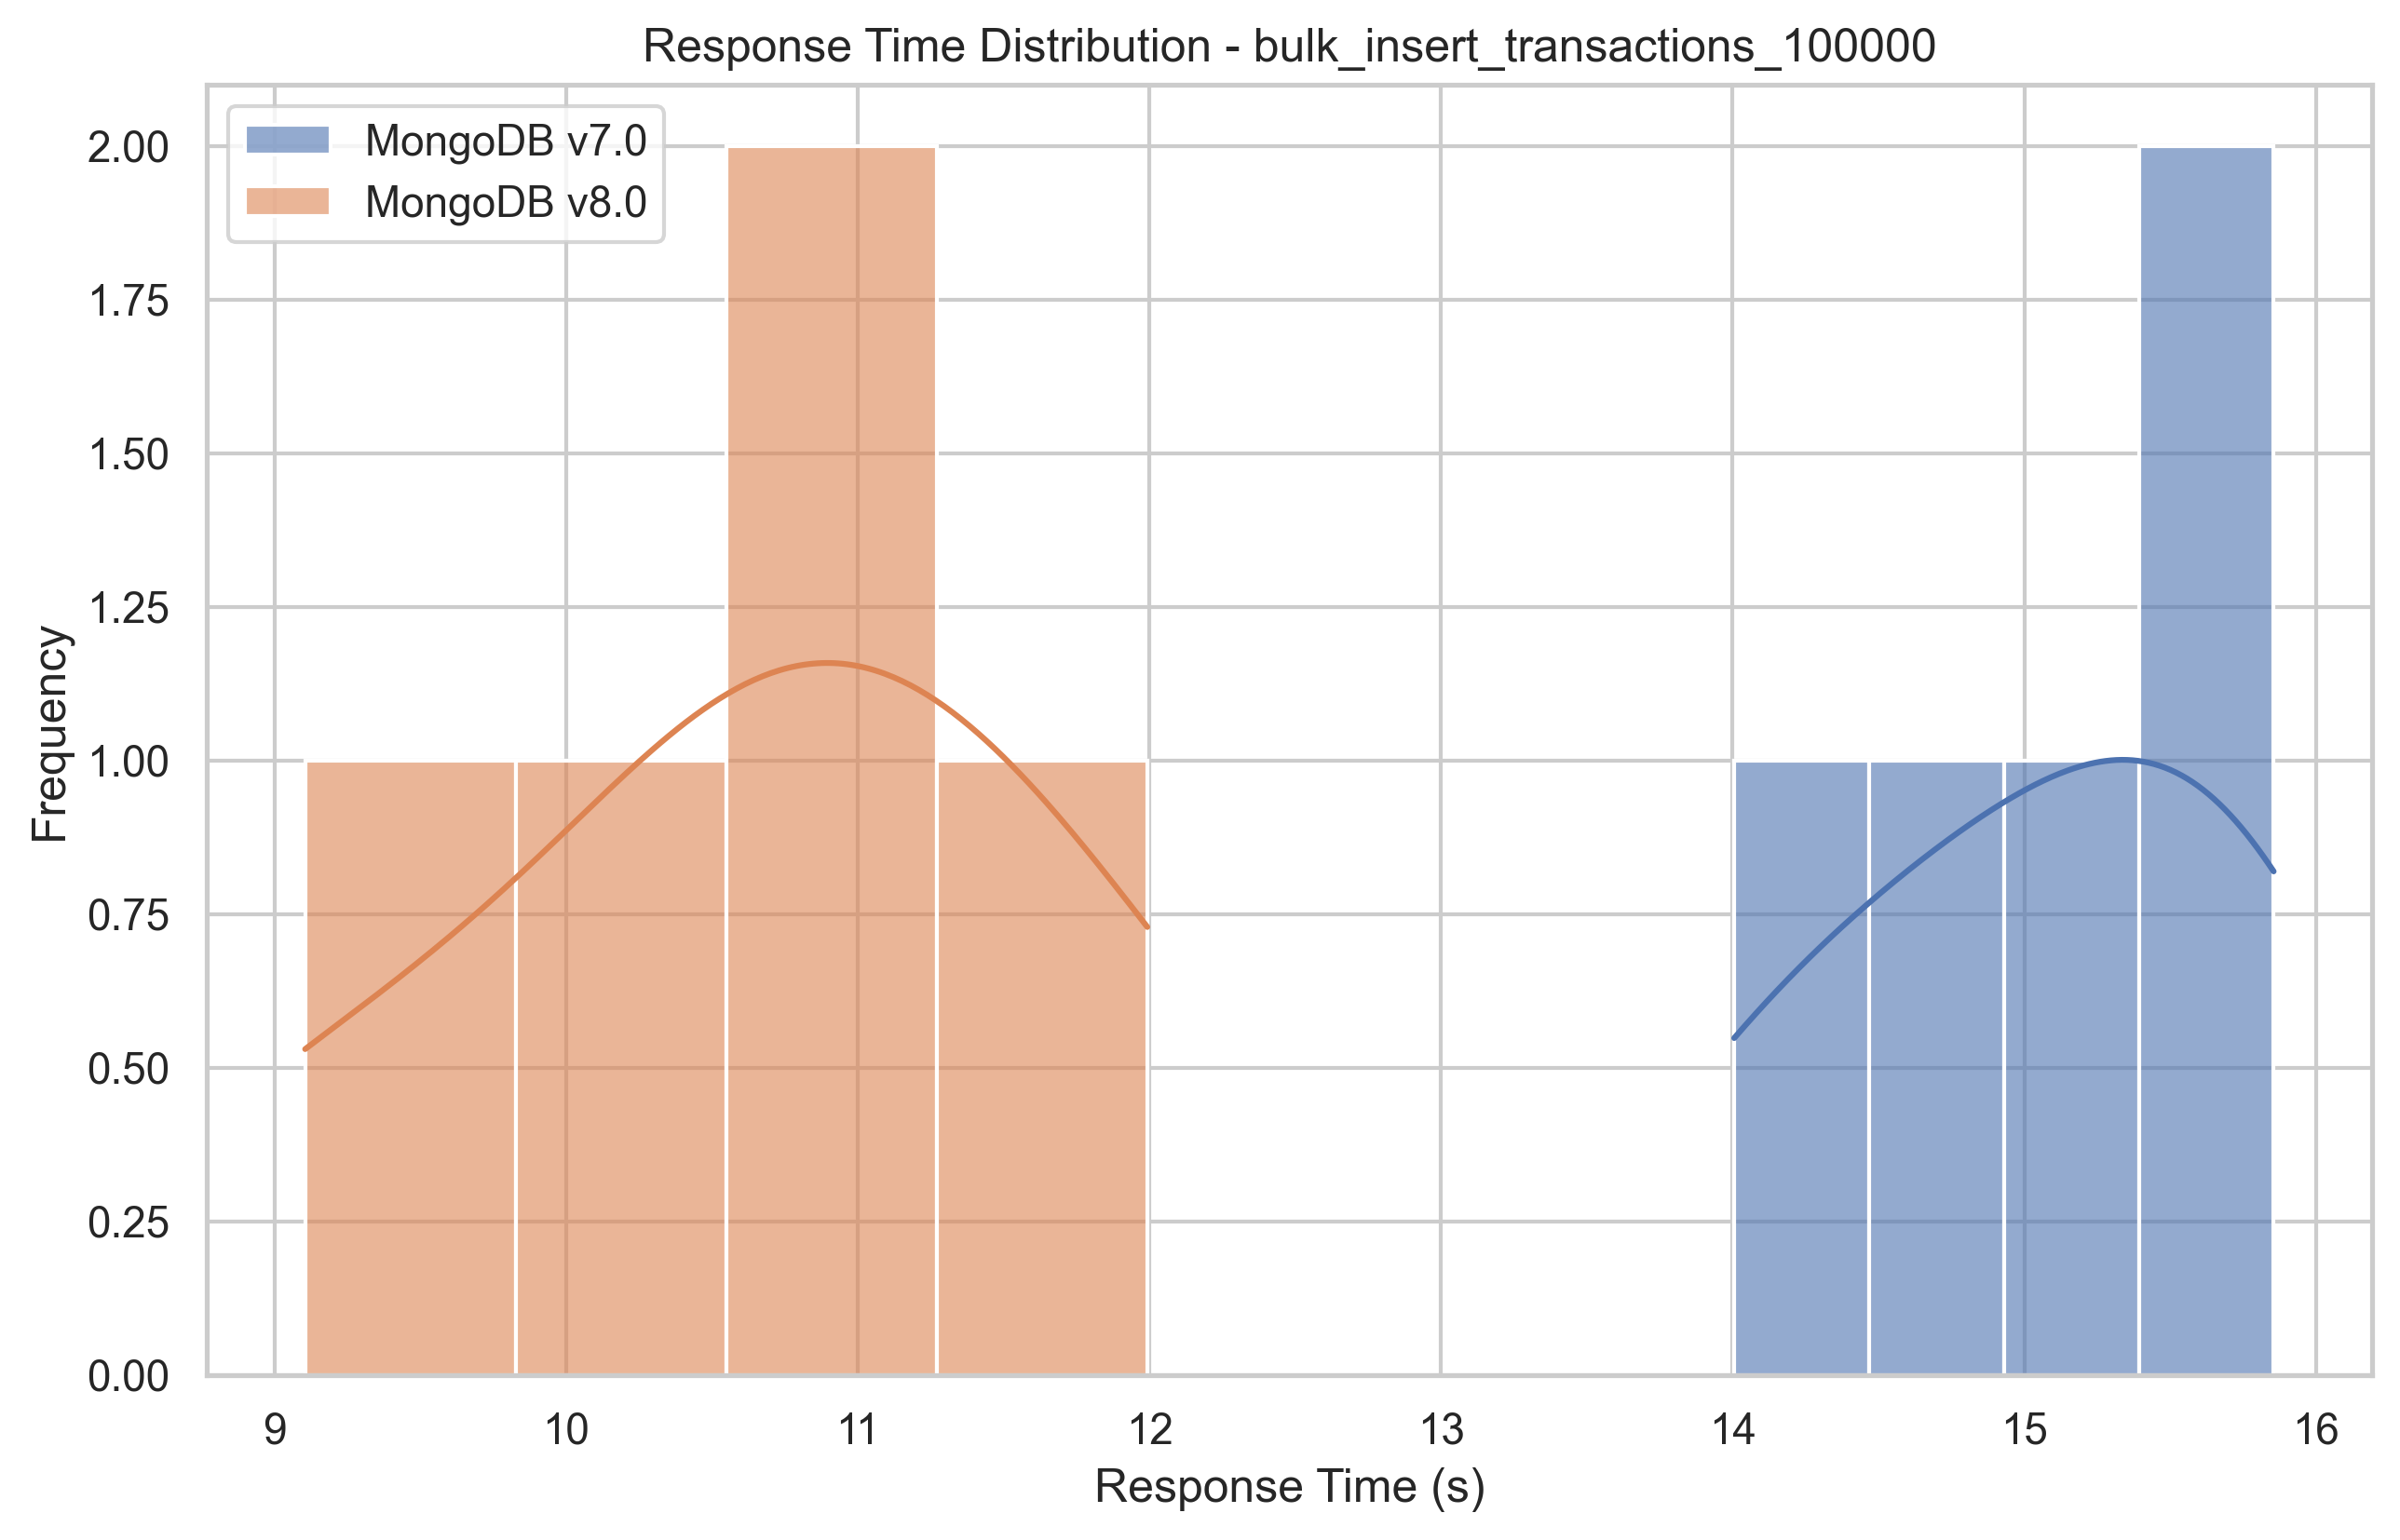 Response Time Distribution - bulk_insert_transactions_100000
MongoDB v7.0
MongoDB v8.0
2.00
1.75
1.50
1.25
1.00
0.75
0.50
0.25
0.00
Frequency
9 10 11 12 13 14 15 16
Response Time (s)